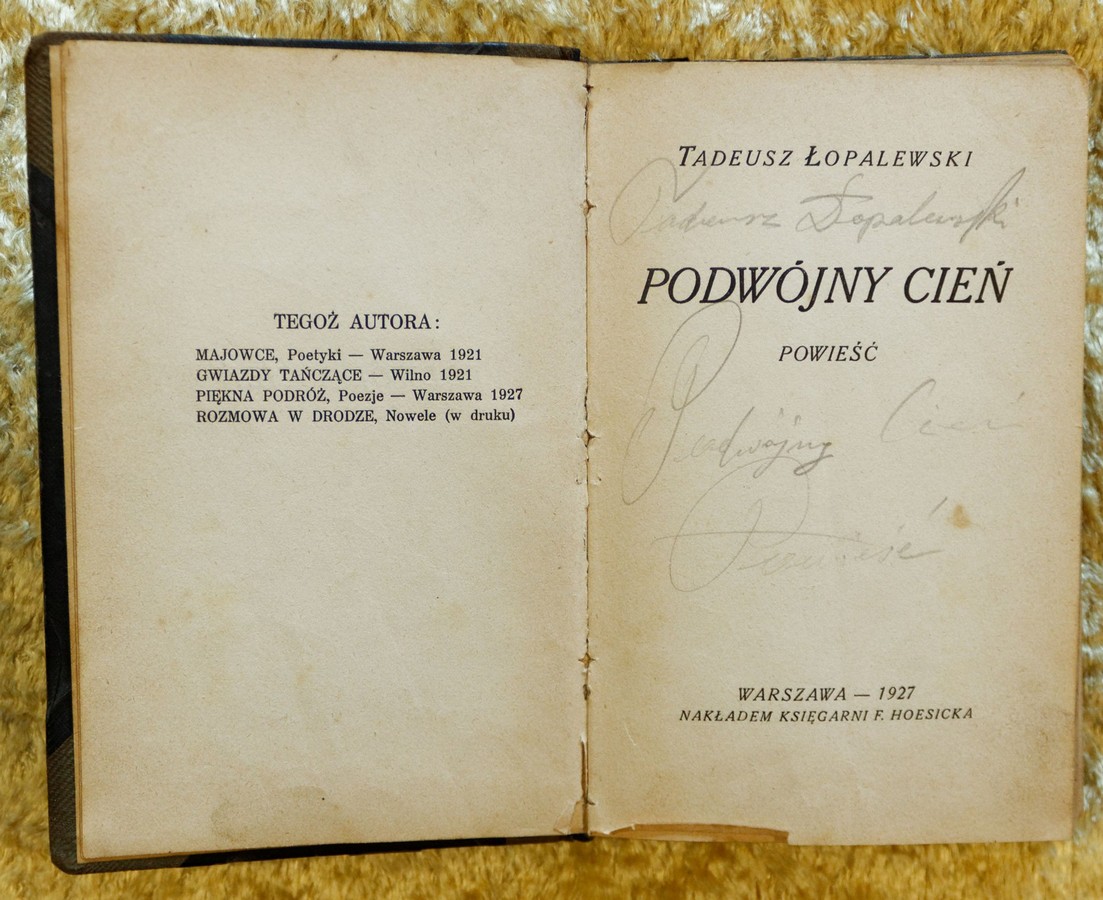 TEGOŻ AUTORA:
MAJOWCE, Poetyki — Warszawa 1921
GWIAZDY TAŃCZĄCE — Wilno 1921
PIĘKNA PODRÓŻ, Poezje — Warszawa 1927
ROZMOWA W DRODZE, Nowele (w druku)
TADEUSZ ŁOPALEWSKI
Tadeusz Łopalewski
PODWÓJNY CIEŃ
POWIEŚĆ
Podwójny Cień
Powieść
WARSZAWA — 1927
NAKŁADEM KSIĘGARNI F. HOESICKA